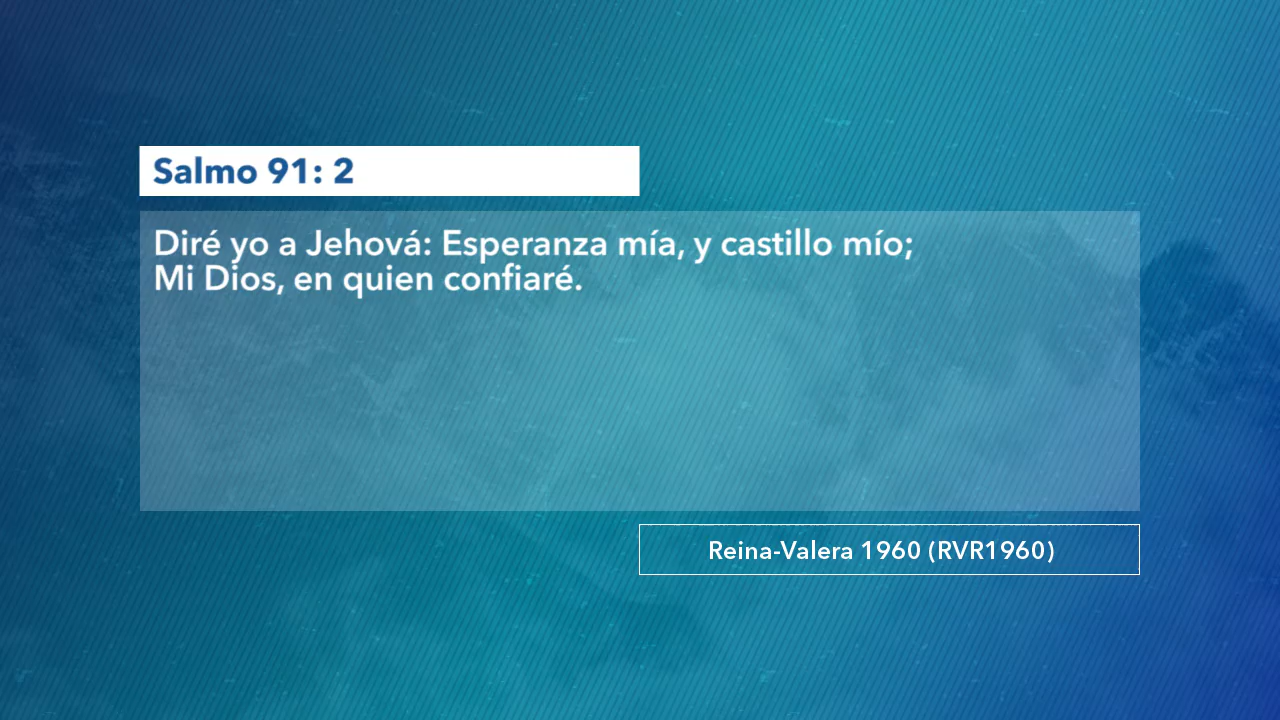 Salmo 91: 2
Diré yo a Jehová: Esperanza mía, y castillo mío;
Mi Dios, en quien confiaré.
Reina-Valera 1960 (RVR1960)